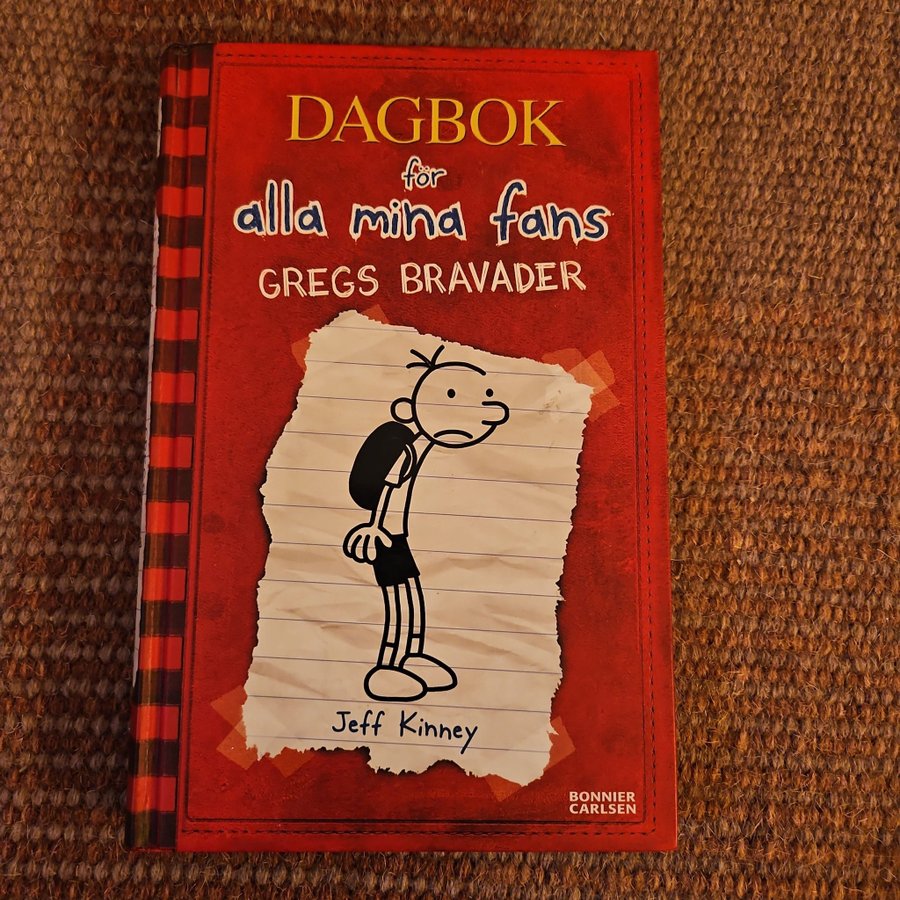 DAGBOK
för
alla mina fans
GREGS BRAVADER
Jeff Kinney
BONNIER
CARLSEN